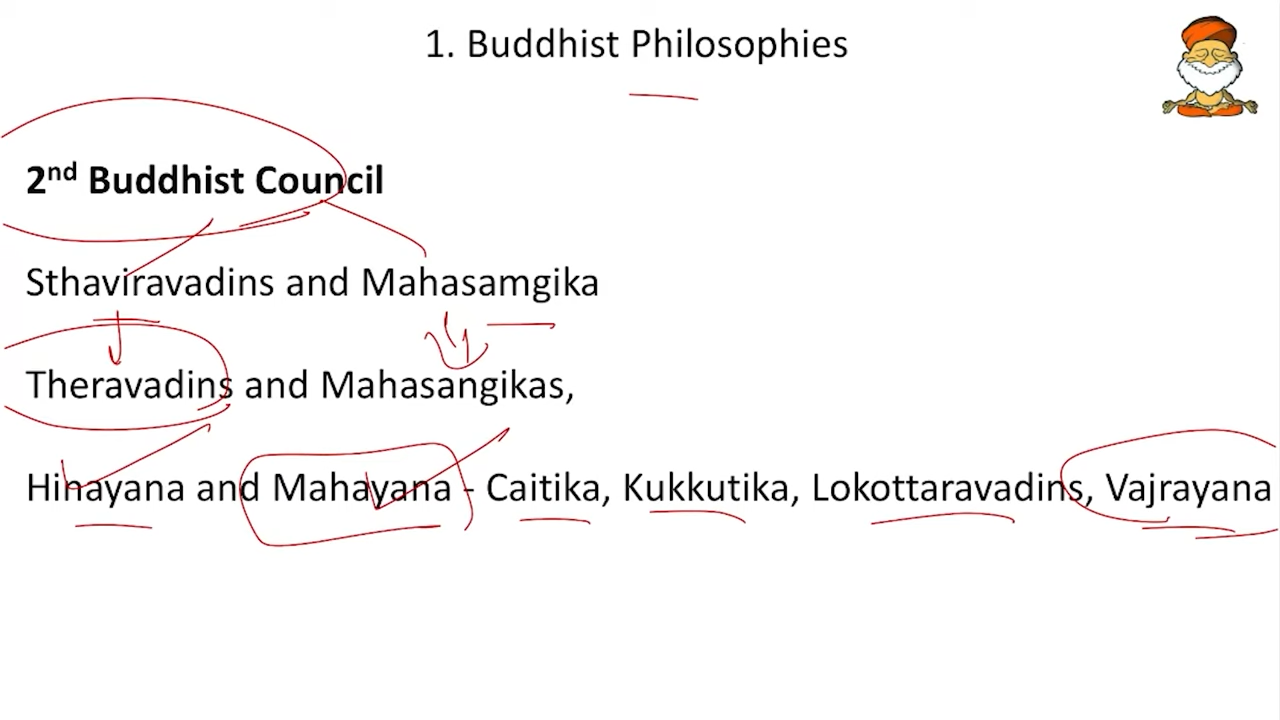 1. Buddhist Philosophies
2nd Buddhist Council
Sthaviravadins and Mahasamgika
Theravadins and Mahasangikas,
Hinayana and Mahayana - Caitika, Kukkutika, Lokottaravadins, Vajrayana